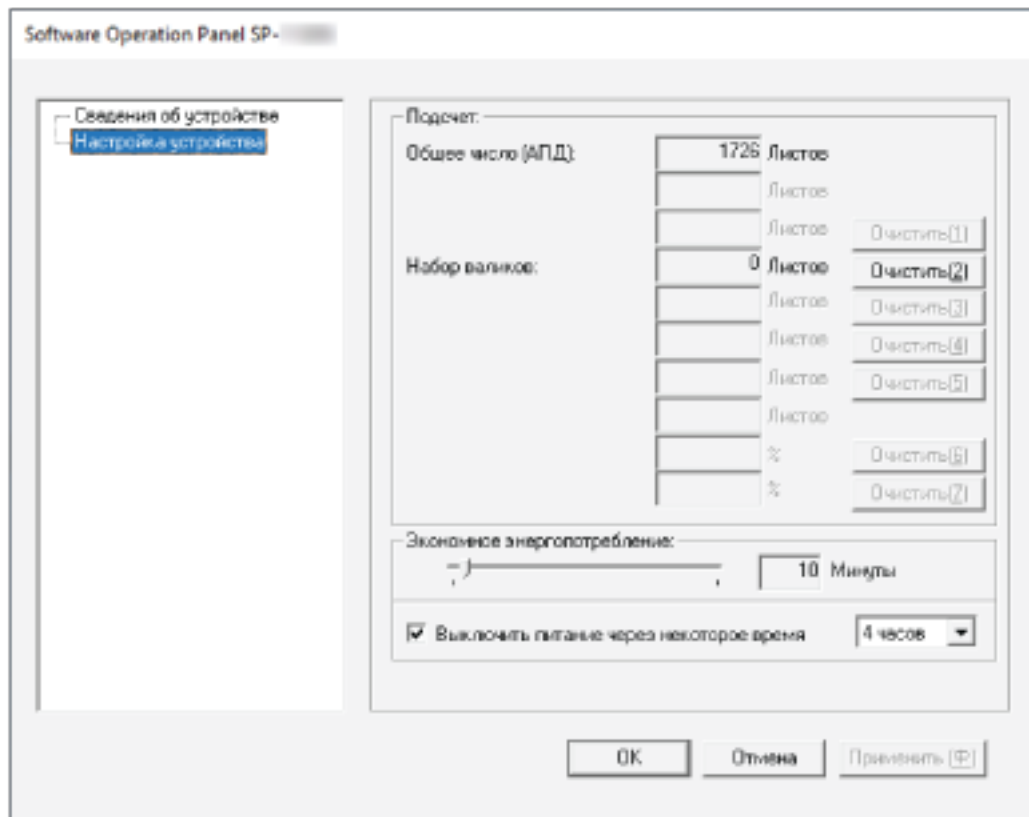 Software Operation Panel SP-
Сведения об устройстве
Настройка устройства
Подсчет:
Общее число (АПД): 1726 Листов
Листов
Листов Очистить(1)
Набор валиков: 0 Листов Очистить(2)
Листов Очистить(3)
Листов Очистить(4)
Листов Очистить(5)
Листов
% Очистить(6)
% Очистить(7)
Экономное энергопотребление:
10 Минуты
Выключить питание через некоторое время 4 часов
OK Отмена Применить (Ф)